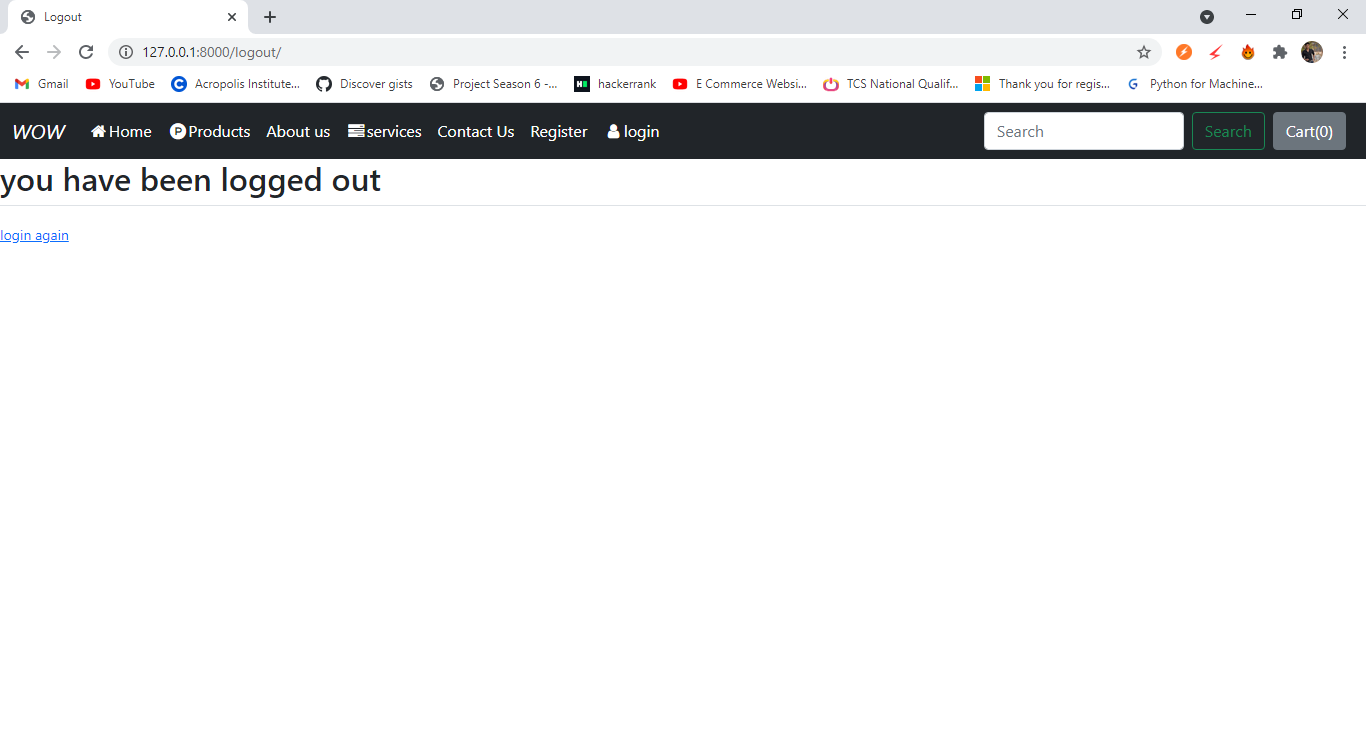 Logout
127.0.0.1:8000/logout/
Gmail YouTube Acropolis Institute... Discover gists Project Season 6 -... hackerrank E Commerce Websi... TCS National Qualif... Thank you for regis... Python for Machine...
WOW Home Products About us services Contact Us Register login Search Search Cart(0)
you have been logged out
login again